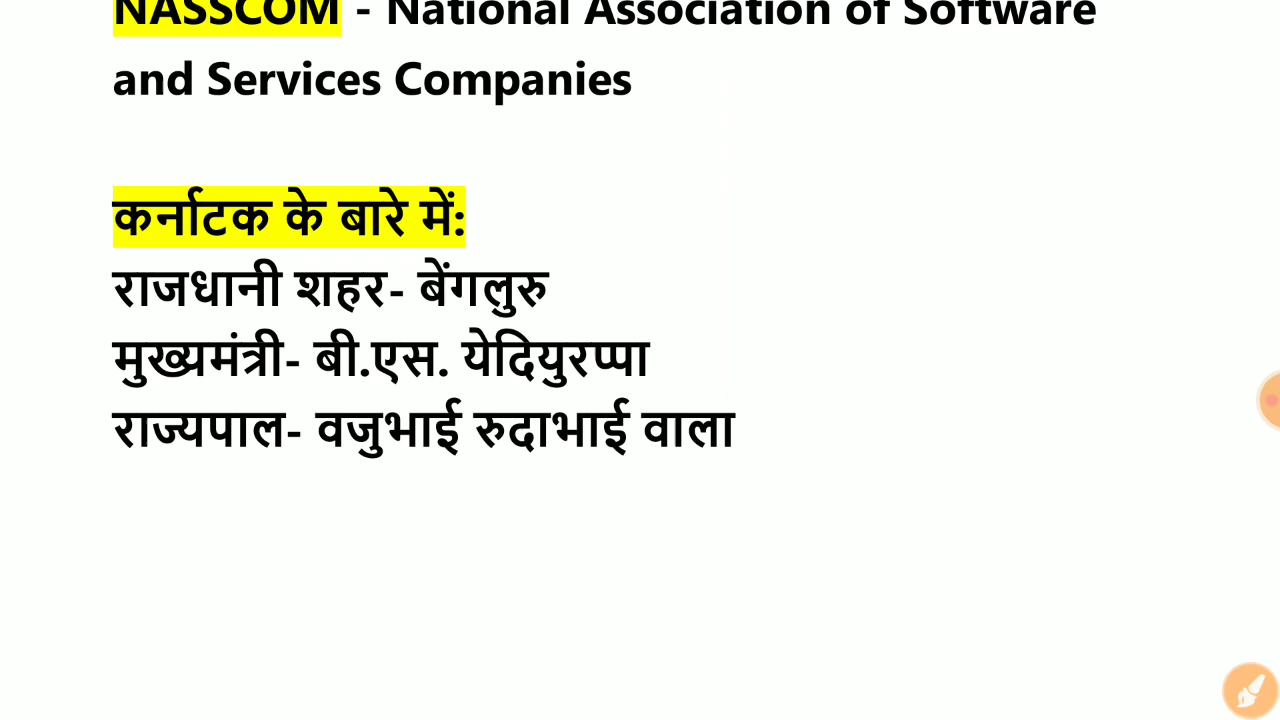 NASSCOM - National Association of Software
and Services Companies
कर्नाटक के बारे में:
राजधानी शहर- बेंगलुरु
मुख्यमंत्री- बी.एस. येदियुरप्पा
राज्यपाल- वजुभाई रुदाभाई वाला